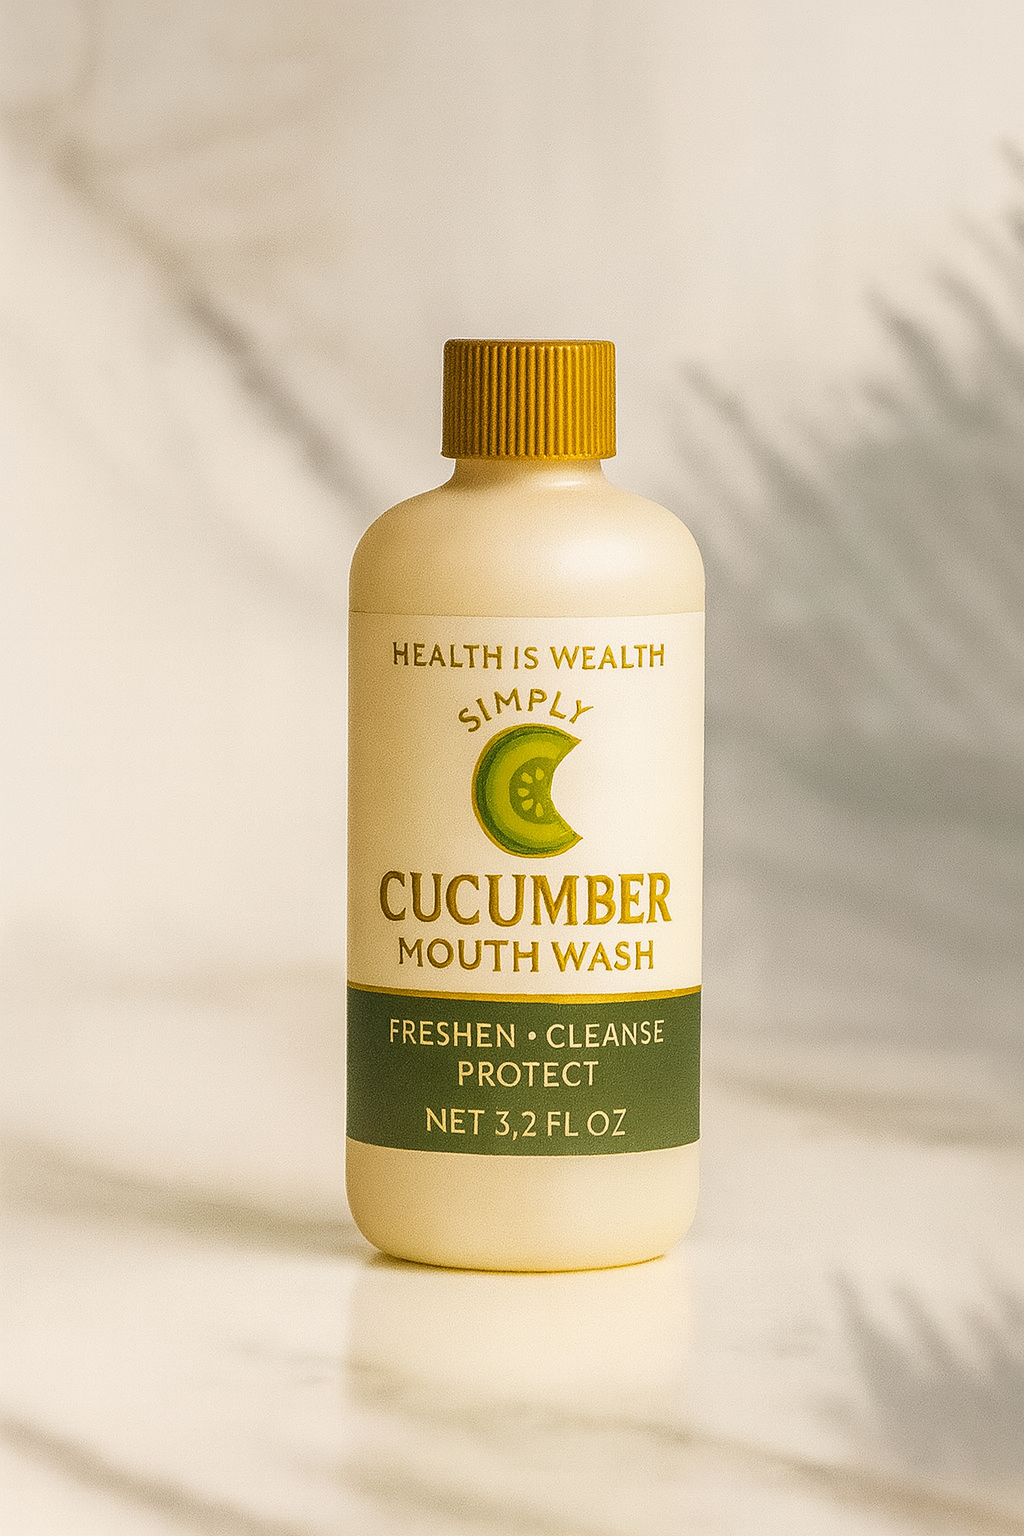 HEALTH IS WEALTH
SIMPLY
CUCUMBER
MOUTH WASH
FRESHEN • CLEANSE
PROTECT
NET 3,2 FL OZ